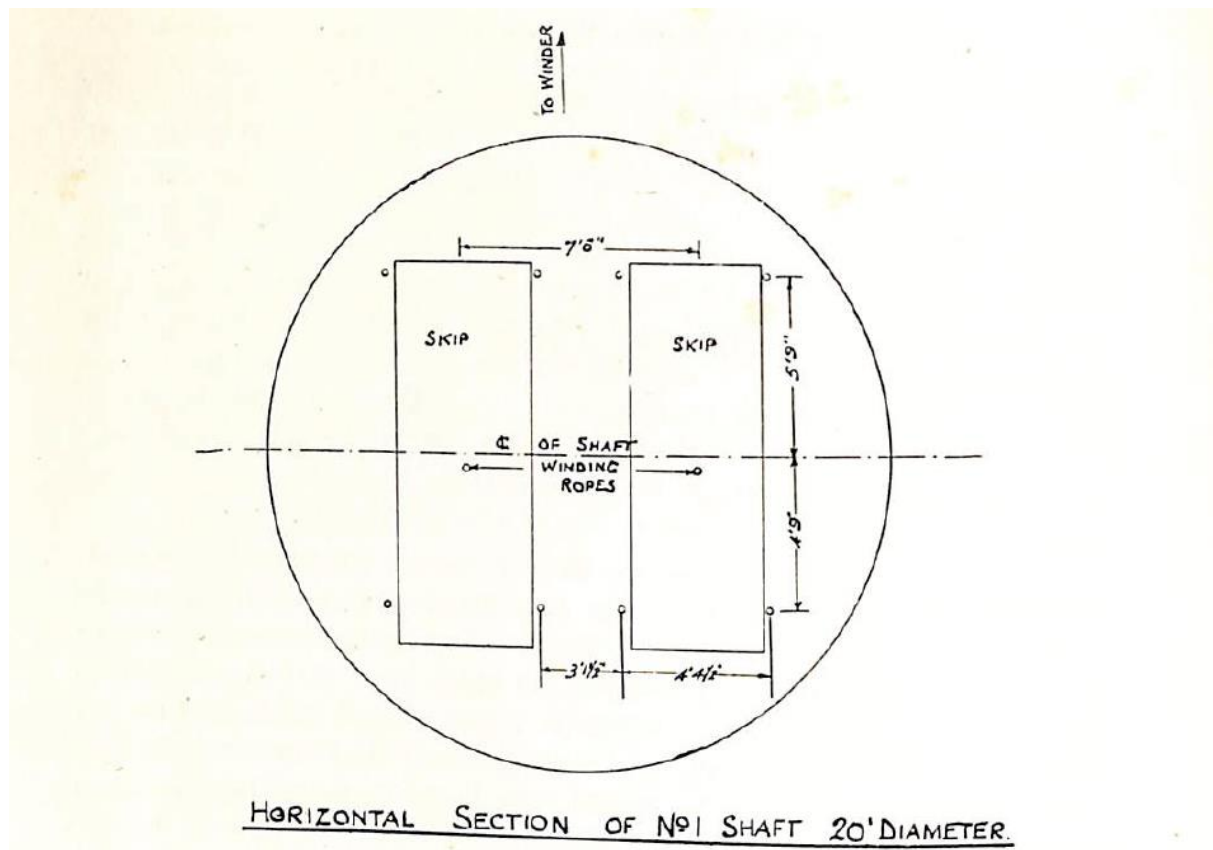 TO WINDER
7'6"
SKIP
SKIP
5'9"
℄ OF SHAFT
WINDING
ROPES
4'9"
3'1½"
4'4½"
HORIZONTAL SECTION OF Nº1 SHAFT 20' DIAMETER.